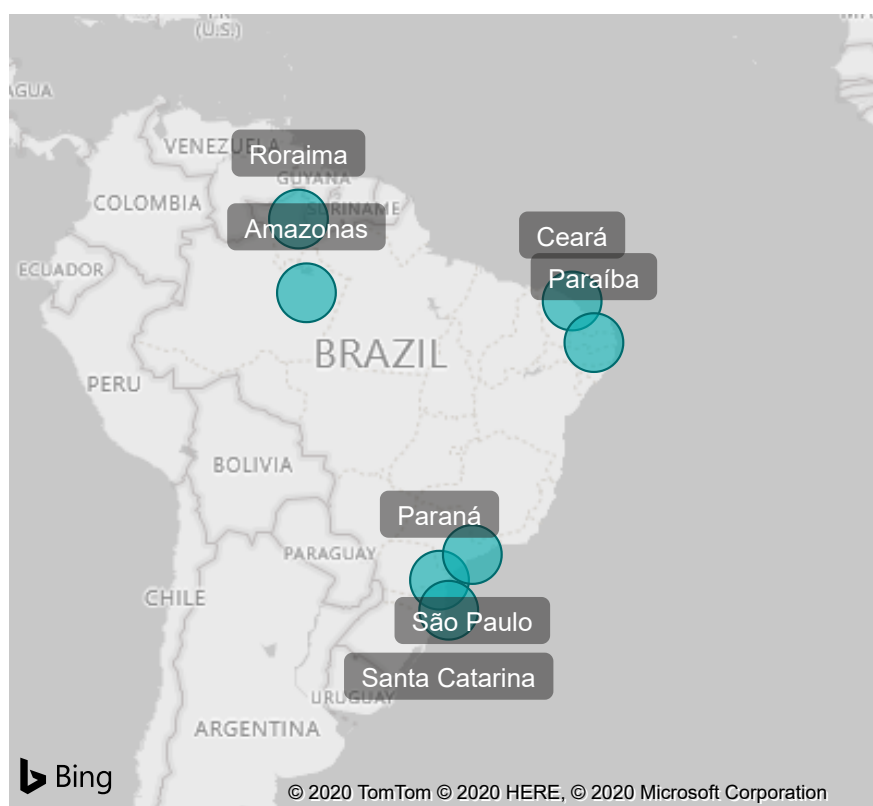 (U.S.)
AGUA
VENEZUELA
Roraima
GUYANA
COLOMBIA
SURINAME
Amazonas
Ceará
ECUADOR
Paraíba
BRAZIL
PERU
BOLIVIA
Paraná
PARAGUAY
CHILE
São Paulo
Santa Catarina
URUGUAY
ARGENTINA
Bing
© 2020 TomTom © 2020 HERE, © 2020 Microsoft Corporation